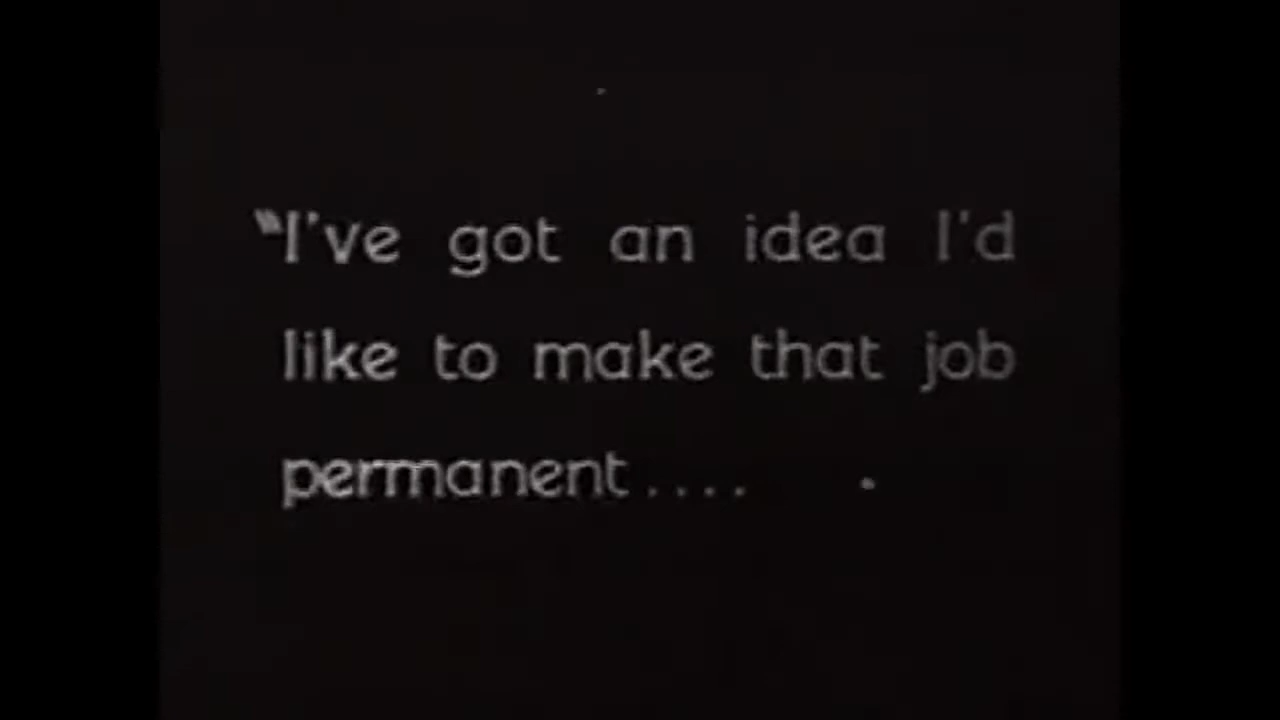 "I've got an idea I'd
like to make that job
permanent....